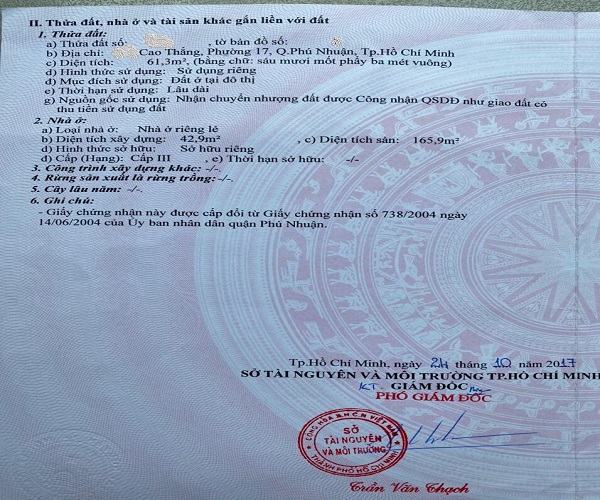 II. Thửa đất, nhà ở và tài sản khác gắn liền với đất
1. Thửa đất:
a) Thửa đất số: , tờ bản đồ số:
b) Địa chỉ: Cao Thắng, Phường 17, Q.Phú Nhuận, Tp.Hồ Chí Minh
c) Diện tích: 61,3m², (bằng chữ: sáu mươi mốt phẩy ba mét vuông)
d) Hình thức sử dụng: Sử dụng riêng
đ) Mục đích sử dụng: Đất ở tại đô thị
e) Thời hạn sử dụng: Lâu dài
g) Nguồn gốc sử dụng: Nhận chuyển nhượng đất được Công nhận QSDĐ như giao đất có
thu tiền sử dụng đất
2. Nhà ở:
a) Loại nhà ở: Nhà ở riêng lẻ
b) Diện tích xây dựng: 42,9m² , c) Diện tích sàn: 165,9m²
d) Hình thức sở hữu: Sở hữu riêng
đ) Cấp (Hạng): Cấp III , e) Thời hạn sở hữu: -/-
3. Công trình xây dựng khác: -/-.
4. Rừng sản xuất là rừng trồng:-/-.
5. Cây lâu năm: -/-.
6. Ghi chú:
- Giấy chứng nhận này được cấp đổi từ Giấy chứng nhận số 738/2004 ngày
14/06/2004 của Ủy ban nhân dân quận Phú Nhuận.
Tp.Hồ Chí Minh, ngày 24 tháng 10 năm 2017
SỞ TÀI NGUYÊN VÀ MÔI TRƯỜNG TP.HỒ CHÍ MINH
KT. GIÁM ĐỐC
PHÓ GIÁM ĐỐC
CỘNG HÒA X.H.C.N VIỆT NAM
SỞ
TÀI NGUYÊN
VÀ MÔI TRƯỜNG
THÀNH PHỐ HỒ CHÍ MINH
Trần Văn Thạch